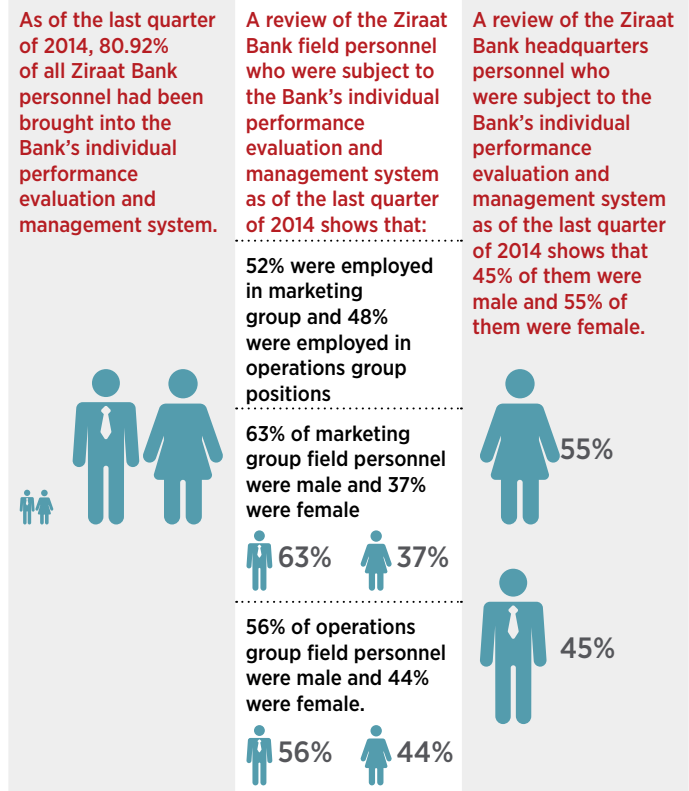 As of the last quarter
of 2014, 80.92%
of all Ziraat Bank
personnel had been
brought into the
Bank's individual
performance
evaluation and
management system.
A review of the Ziraat
Bank field personnel
who were subject to
the Bank's individual
performance
evaluation and
management system
as of the last quarter
of 2014 shows that:
52% were employed
in marketing
group and 48%
were employed in
operations group
positions
63% of marketing
group field personnel
were male and 37%
were female
63% 37%
56% of operations
group field personnel
were male and 44%
were female.
56% 44%
A review of the Ziraat
Bank headquarters
personnel who
were subject to the
Bank's individual
performance
evaluation and
management system
as of the last quarter
of 2014 shows that
45% of them were
male and 55% of
them were female.
55%
45%